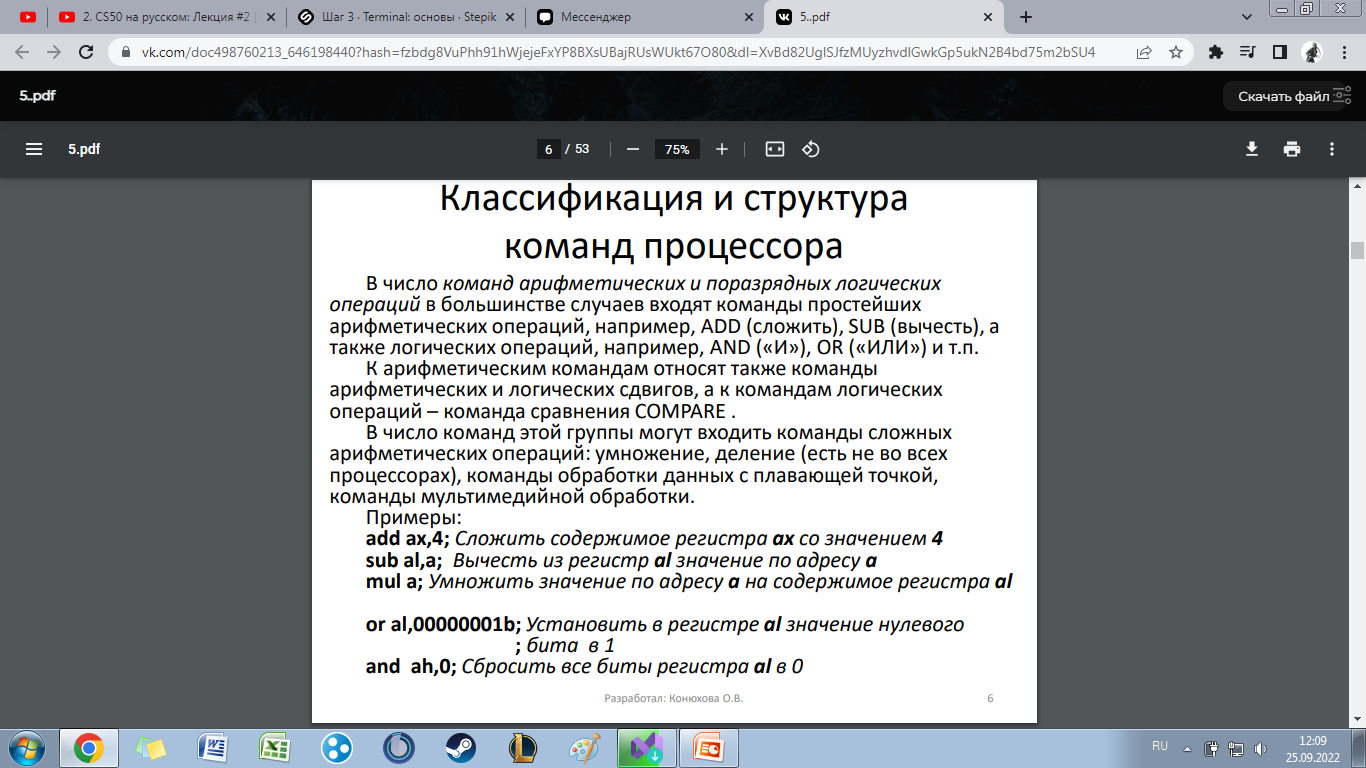 2. CS50 на русском: Лекция #2
Шаг 3 · Terminal: основы · Stepik
Мессенджер
5..pdf
vk.com/doc498760213_646198440?hash=fzbdg8VuPhh91hWjejeFxYP8BXsUBajRUsWUkt67O80&dl=XvBd82UgISJfzMUyzhvdlGwkGp5ukN2B4bd75m2bSU4
5..pdf
Скачать файл
5.pdf
6 / 53
75%
Классификация и структура
команд процессора
В число команд арифметических и поразрядных логических
операций в большинстве случаев входят команды простейших
арифметических операций, например, ADD (сложить), SUB (вычесть), а
также логических операций, например, AND («И»), OR («ИЛИ») и т.п.
К арифметическим командам относят также команды
арифметических и логических сдвигов, а к командам логических
операций – команда сравнения COMPARE .
В число команд этой группы могут входить команды сложных
арифметических операций: умножение, деление (есть не во всех
процессорах), команды обработки данных с плавающей точкой,
команды мультимедийной обработки.
Примеры:
add ax,4; Сложить содержимое регистра ax со значением 4
sub al,a; Вычесть из регистр al значение по адресу a
mul a; Умножить значение по адресу a на содержимое регистра al
or al,00000001b; Установить в регистре al значение нулевого
; бита в 1
and ah,0; Сбросить все биты регистра al в 0
Разработал: Конюхова О.В.
6
RU
12:09
25.09.2022